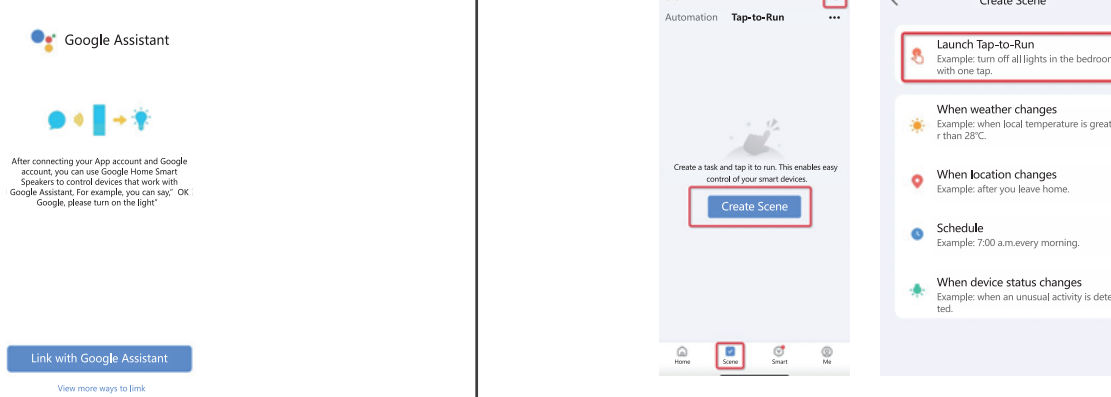 Google Assistant
After connecting your App account and Google
account, you can use Google Home Smart
Speakers to control devices that work with
Google Assistant, For example, you can say,“ OK
Google, please turn on the light”
Link with Google Assistant
View more ways to limk
Automation Tap-to-Run •••
Create a task and tap it to run. This enables easy
control of your smart devices.
Create Scene
Home Scene Smart Me
Create Scene
Launch Tap-to-Run
Example: turn off all lights in the bedroom
with one tap.
When weather changes
Example: when local temperature is great
r than 28°C.
When location changes
Example: after you leave home.
Schedule
Example: 7:00 a.m.every morning.
When device status changes
Example: when an unusual activity is dete
ted.